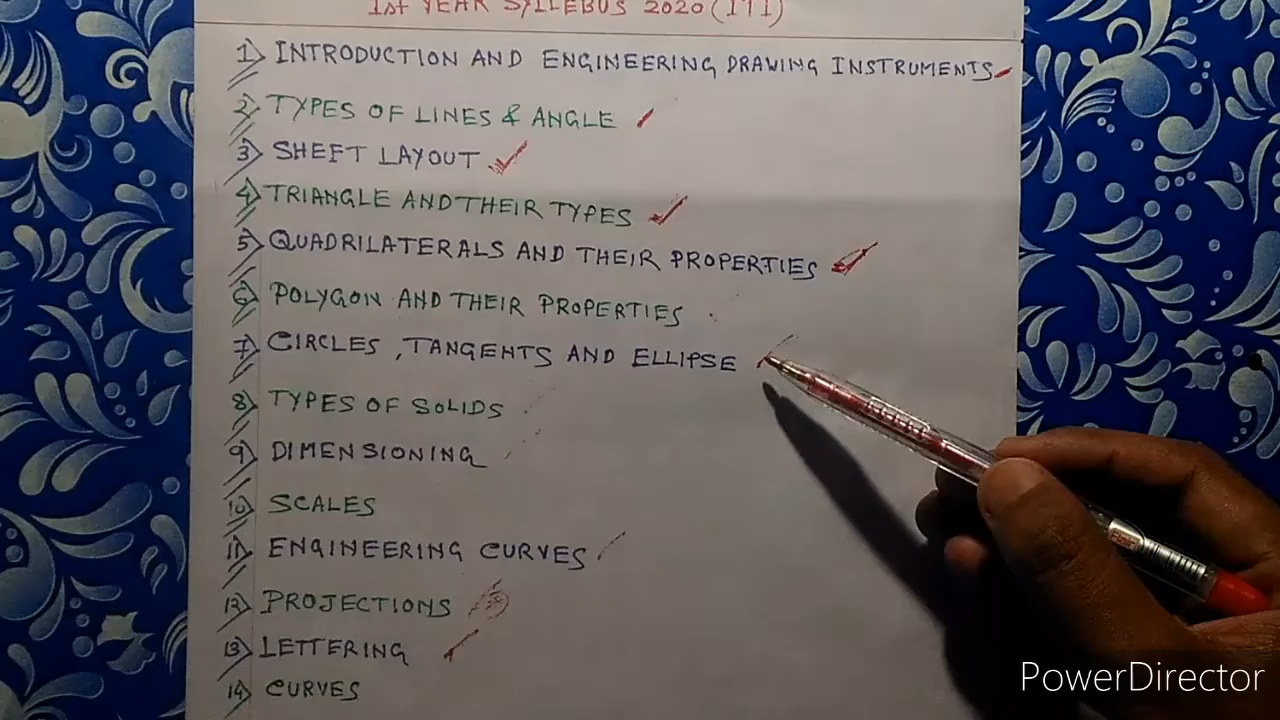 1st YEAR SYLLEBUS 2020 (ITI)
1) INTRODUCTION AND ENGINEERING DRAWING INSTRUMENTS
2) TYPES OF LINES & ANGLE
3) SHEET LAYOUT
4) TRIANGLE AND THEIR TYPES
5) QUADRILATERALS AND THEIR PROPERTIES
6) POLYGON AND THEIR PROPERTIES
7) CIRCLES, TANGENTS AND ELLIPSE
8) TYPES OF SOLIDS
9) DIMENSIONING
10) SCALES
11) ENGINEERING CURVES
12) PROJECTIONS
13) LETTERING
14) CURVES
PowerDirector